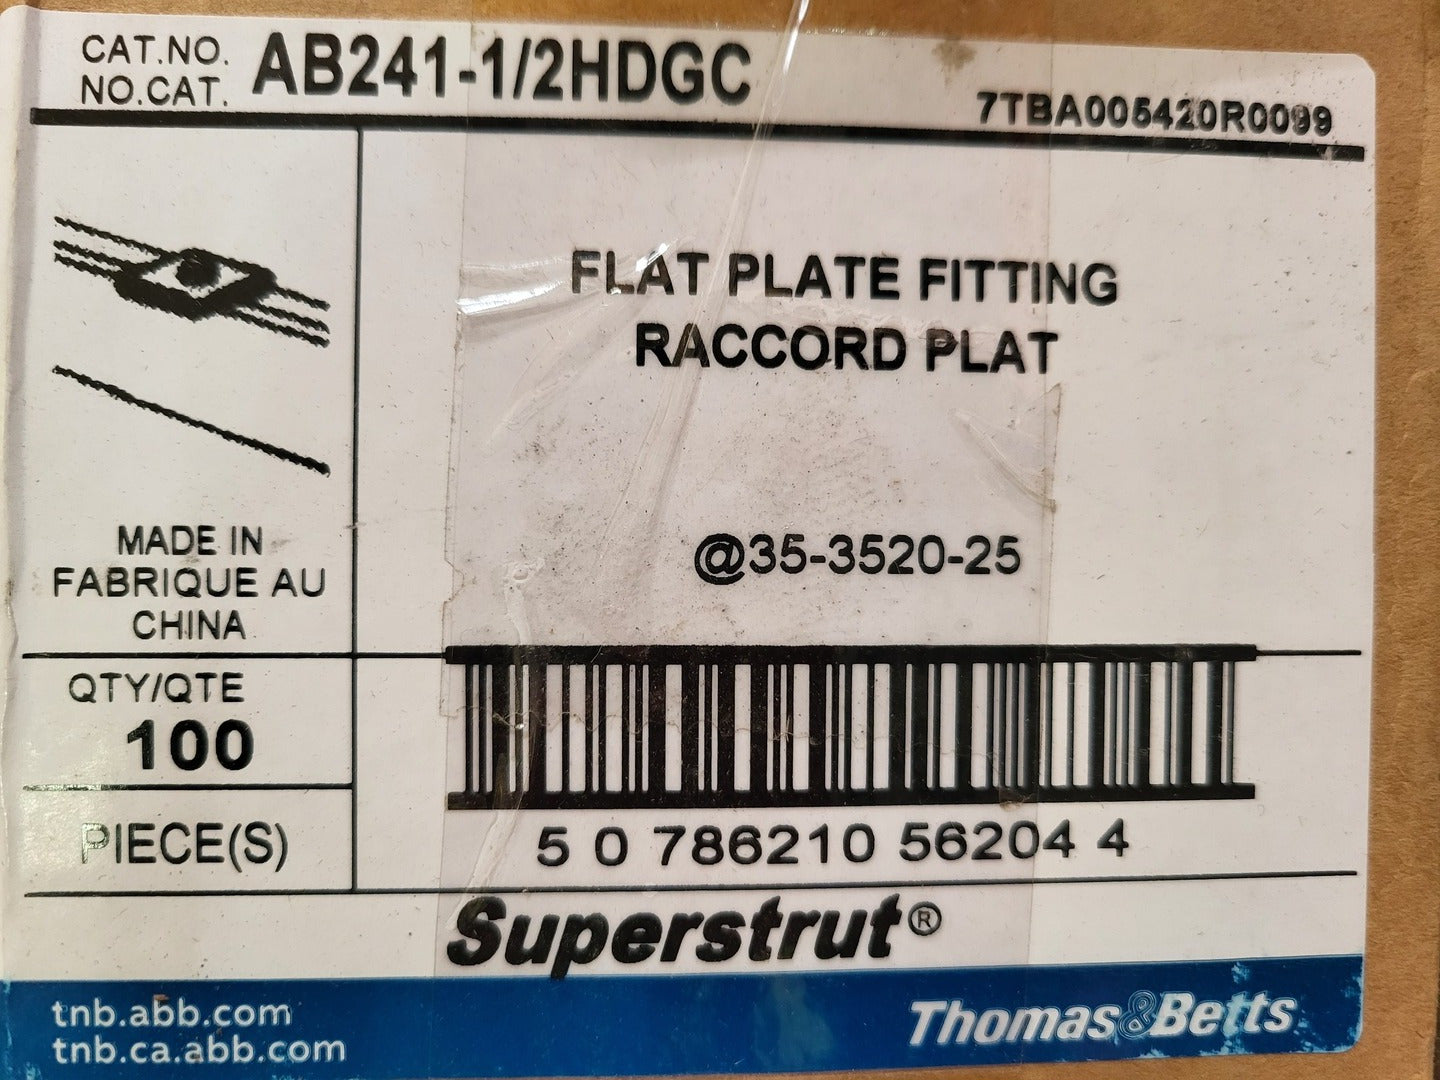 CAT.NO.
NO.CAT.
AB241-1/2HDGC
7TBA005420R0099
FLAT PLATE FITTING
RACCORD PLAT
@35-3520-25
MADE IN
FABRIQUE AU
CHINA
QTY/QTE
100
PIECE(S)
5 0 786210 56204 4
Superstrut®
tnb.abb.com
tnb.ca.abb.com
Thomas&Betts